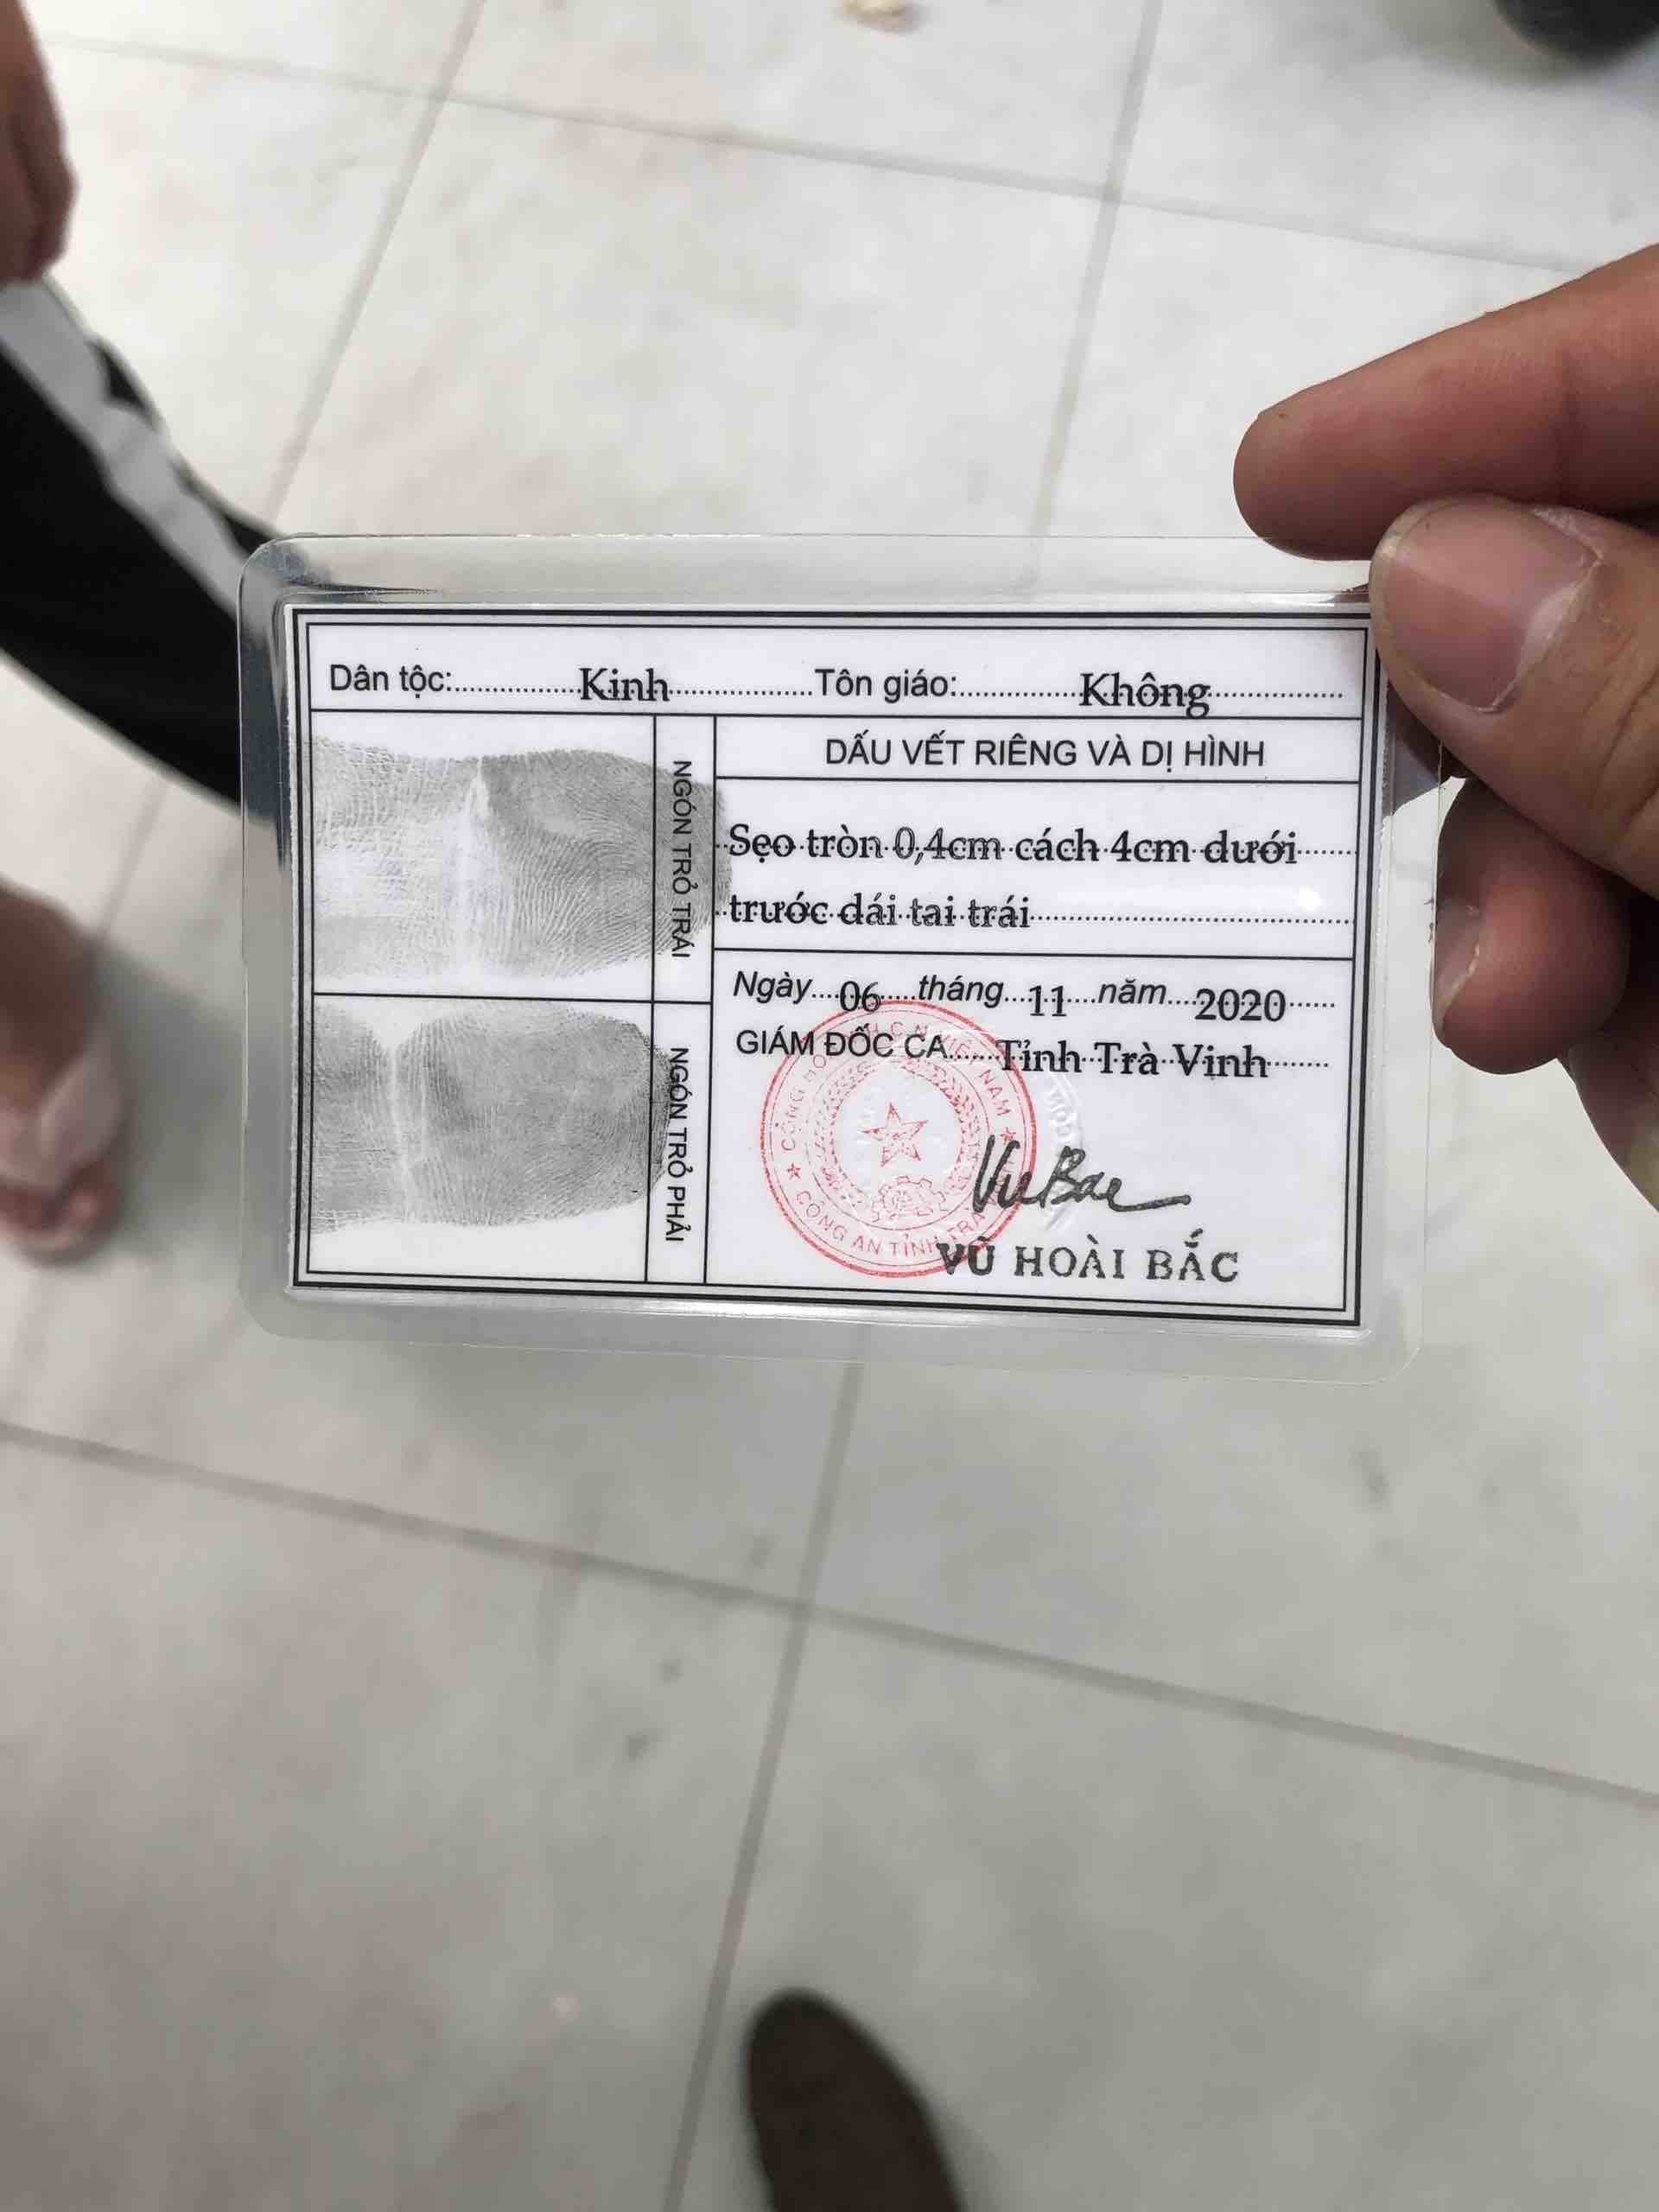 Dân tộc:.................Kinh....................Tôn giáo:................Không..................
DẤU VẾT RIÊNG VÀ DỊ HÌNH
NGÓN TRỎ TRÁI
Sẹo tròn 0,4cm cách 4cm dưới
trước dái tai trái
Ngày....06....tháng...11....năm....2020......
GIÁM ĐỐC CA......Tỉnh Trà Vinh........
NGÓN TRỎ PHẢI
CÔNG AN TỈNH TRÀ
VuBac
VŨ HOÀI BẮC